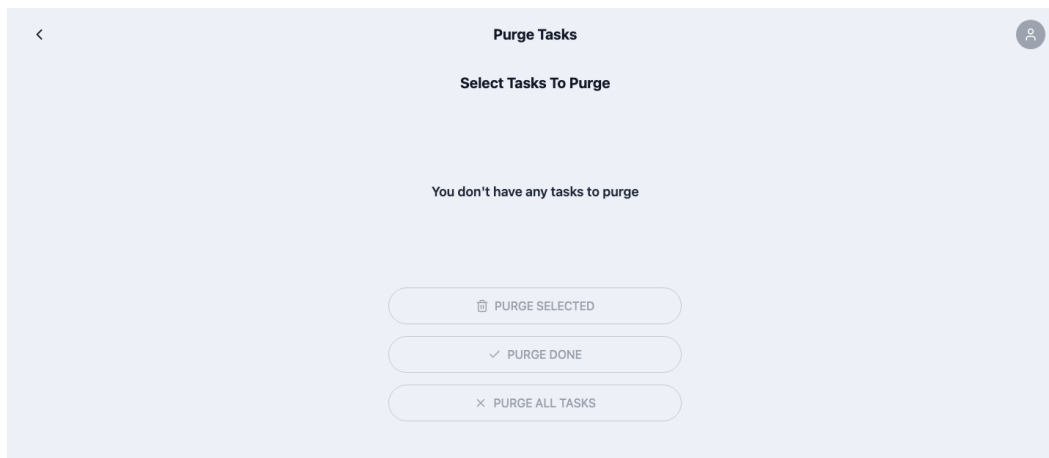 Purge Tasks
Select Tasks To Purge
You don't have any tasks to purge
PURGE SELECTED
PURGE DONE
PURGE ALL TASKS